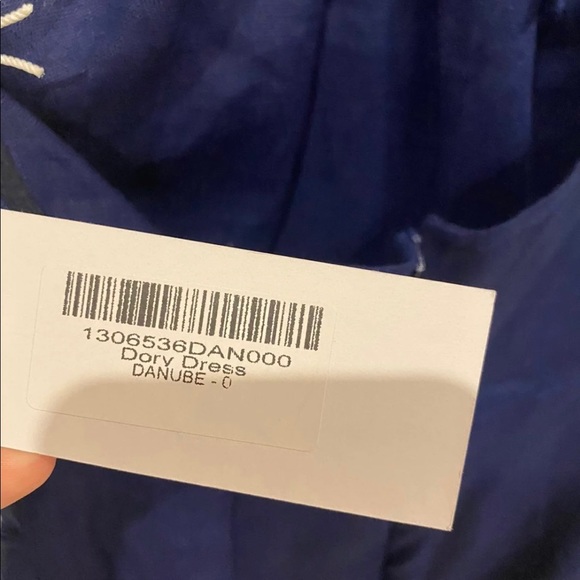 1306536DAN000
Dory Dress
DANUBE - 0